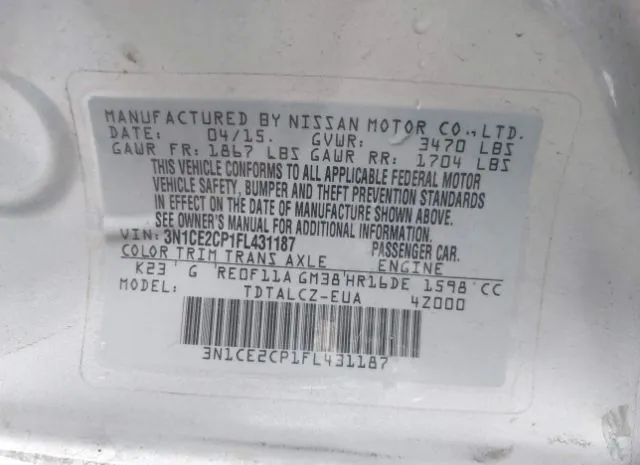 MANUFACTURED BY NISSAN MOTOR CO., LTD.
DATE: 04/15. GVWR: 3470 LBS
GAWR FR: 1867 LBS GAWR RR: 1704 LBS
THIS VEHICLE CONFORMS TO ALL APPLICABLE FEDERAL MOTOR
VEHICLE SAFETY, BUMPER AND THEFT PREVENTION STANDARDS
IN EFFECT ON THE DATE OF MANUFACTURE SHOWN ABOVE.
SEE OWNER'S MANUAL FOR ADDITIONAL INFORMATION.
VIN: 3N1CE2CP1FL431187 PASSENGER CAR.
COLOR TRIM TRANS AXLE ENGINE
K23 G RE0F11A GM38 HR16DE 1598 CC
MODEL: TDTALCZ-EUA 4Z000
3N1CE2CP1FL431187